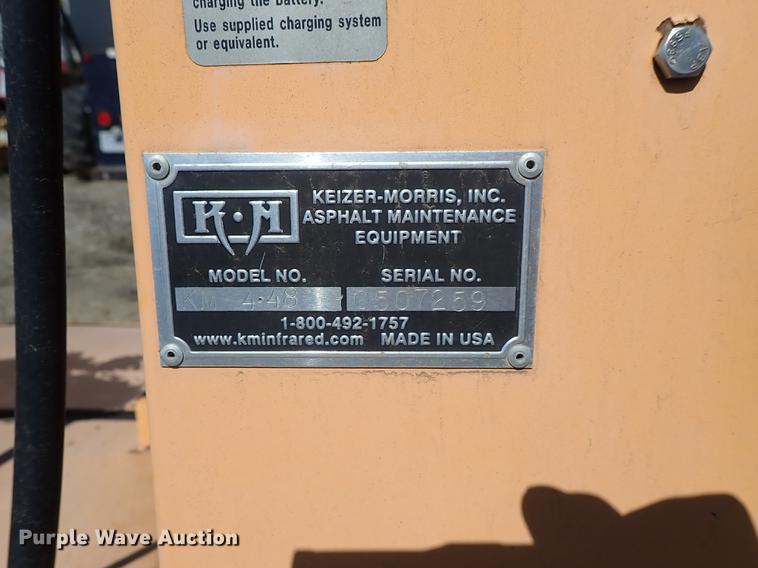 charging the battery.
Use supplied charging system
or equivalent.
K·M
KEIZER-MORRIS, INC.
ASPHALT MAINTENANCE
EQUIPMENT
MODEL NO. SERIAL NO.
KM 4-48 0507259
1-800-492-1757
www.kminfrared.com MADE IN USA
Purple Wave Auction